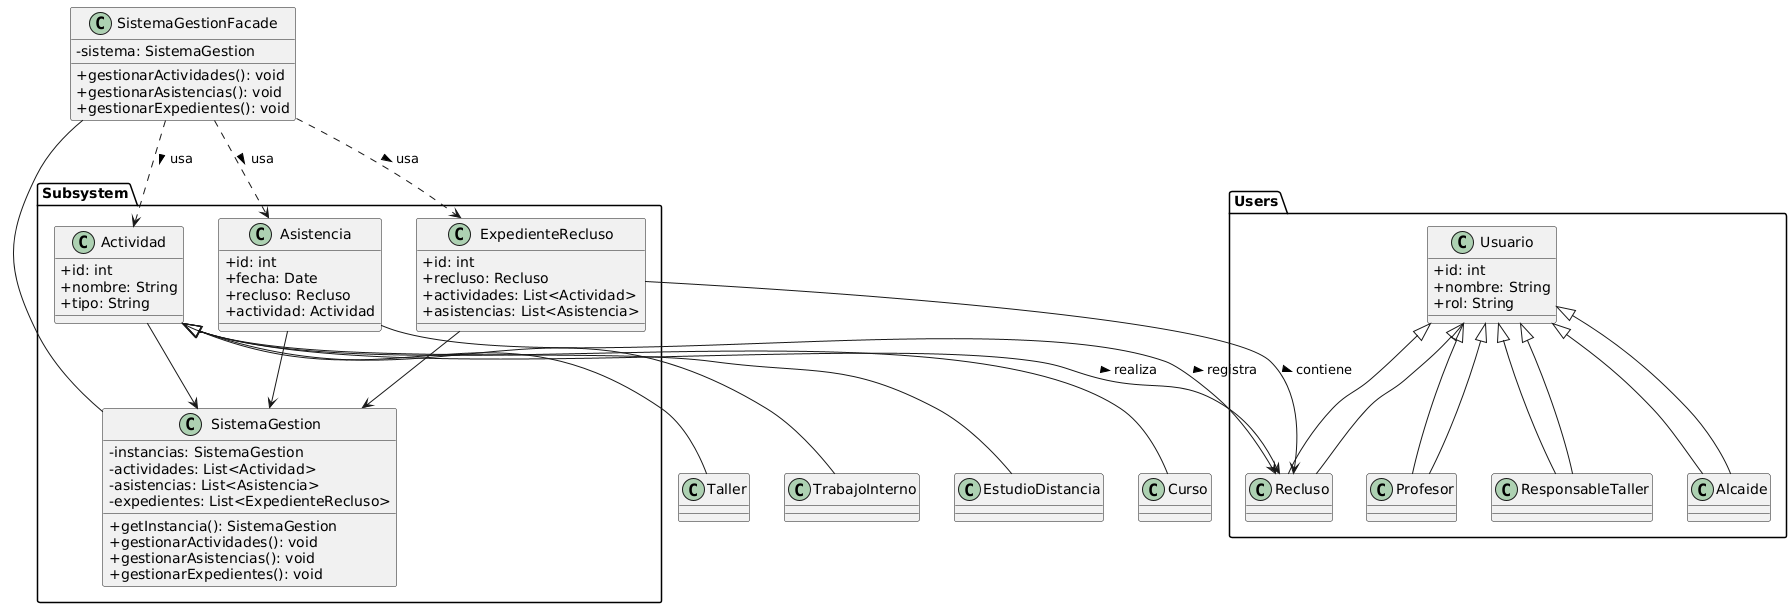 C SistemaGestionFacade
-sistema: SistemaGestion
+gestionarActividades(): void
+gestionarAsistencias(): void
+gestionarExpedientes(): void
usa
usa
usa
Subsystem
C Actividad
+id: int
+nombre: String
+tipo: String
C Asistencia
+id: int
+fecha: Date
+recluso: Recluso
+actividad: Actividad
C ExpedienteRecluso
+id: int
+recluso: Recluso
+actividades: List<Actividad>
+asistencias: List<Asistencia>
Users
C Usuario
+id: int
+nombre: String
+rol: String
realiza
registra
contiene
C SistemaGestion
-instancias: SistemaGestion
-actividades: List<Actividad>
-asistencias: List<Asistencia>
-expedientes: List<ExpedienteRecluso>
+getInstancia(): SistemaGestion
+gestionarActividades(): void
+gestionarAsistencias(): void
+gestionarExpedientes(): void
C Taller
C TrabajoInterno
C EstudioDistancia
C Curso
C Recluso
C Profesor
C ResponsableTaller
C Alcaide